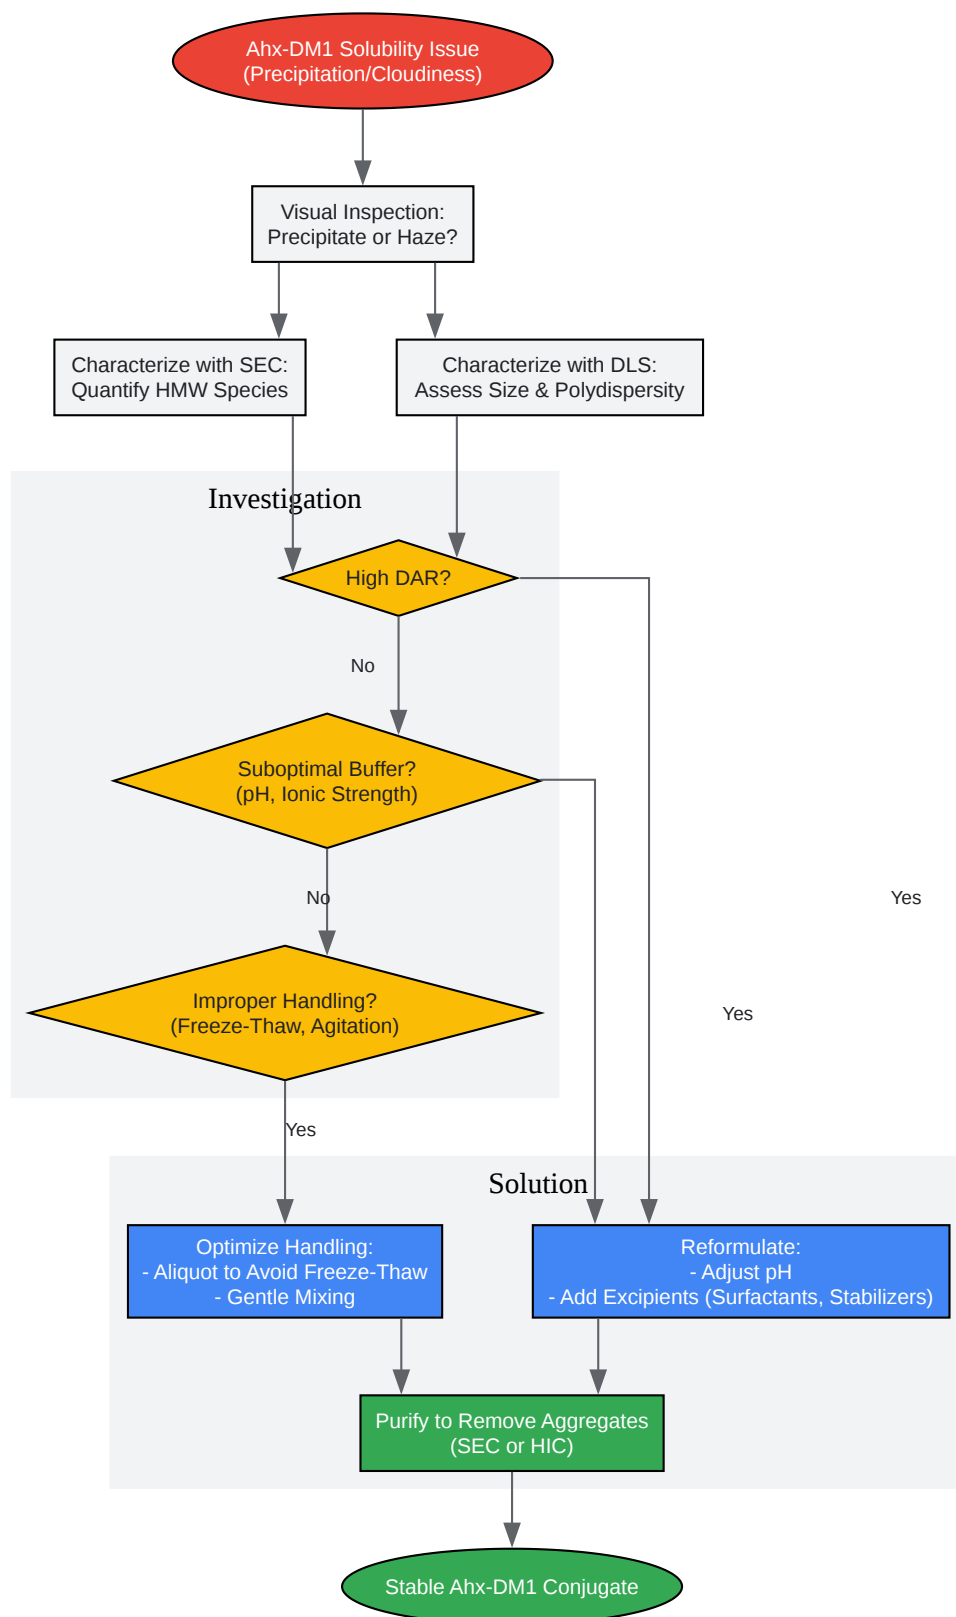 Ahx-DM1 Solubility Issue
(Precipitation/Cloudiness)
Visual Inspection:
Precipitate or Haze?
Characterize with SEC:
Quantify HMW Species
Characterize with DLS:
Assess Size & Polydispersity
Investigation
High DAR?
No
Suboptimal Buffer?
(pH, Ionic Strength)
No
Yes
Improper Handling?
(Freeze-Thaw, Agitation)
Yes
Yes
Solution
Optimize Handling:
- Aliquot to Avoid Freeze-Thaw
- Gentle Mixing
Reformulate:
- Adjust pH
- Add Excipients (Surfactants, Stabilizers)
Purify to Remove Aggregates
(SEC or HIC)
Stable Ahx-DM1 Conjugate